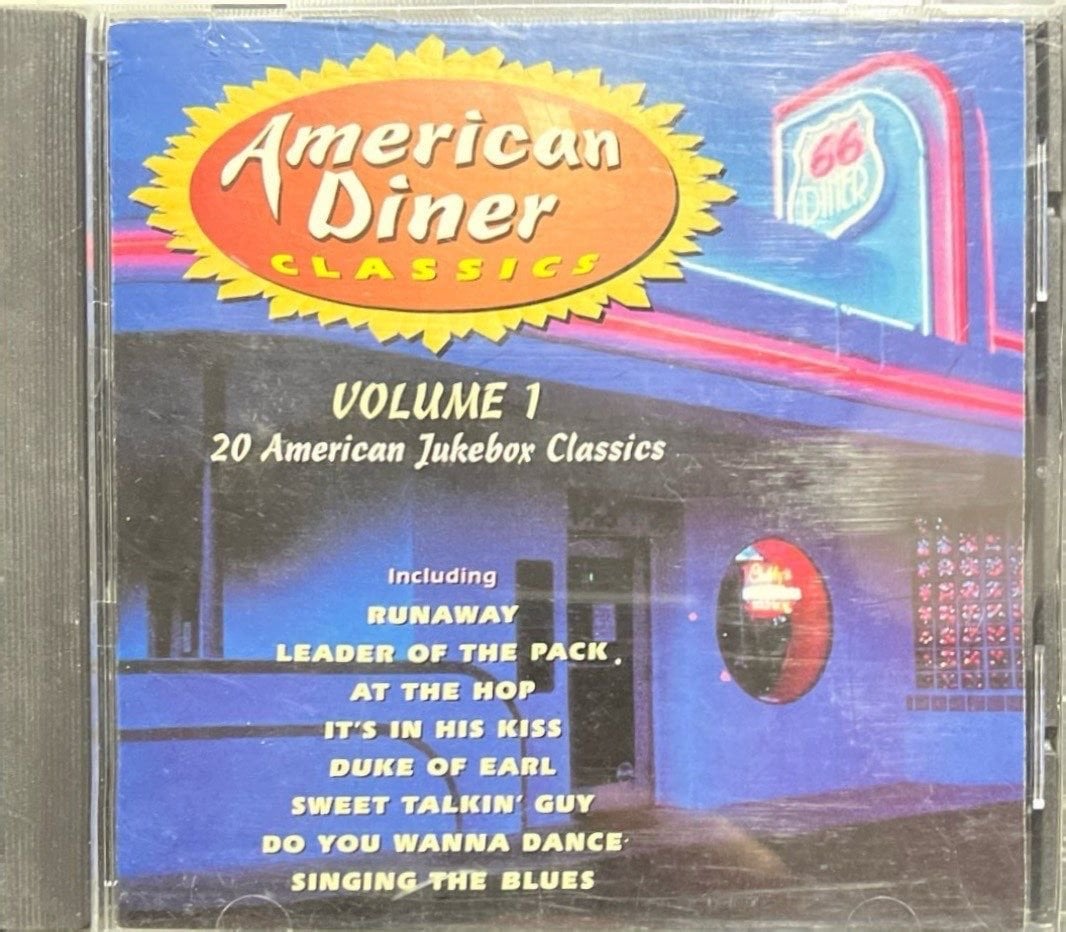 American
Diner
CLASSICS
66
DINER
VOLUME 1
20 American Jukebox Classics
Including
RUNAWAY
LEADER OF THE PACK
AT THE HOP
IT'S IN HIS KISS
DUKE OF EARL
SWEET TALKIN' GUY
DO YOU WANNA DANCE
SINGING THE BLUES